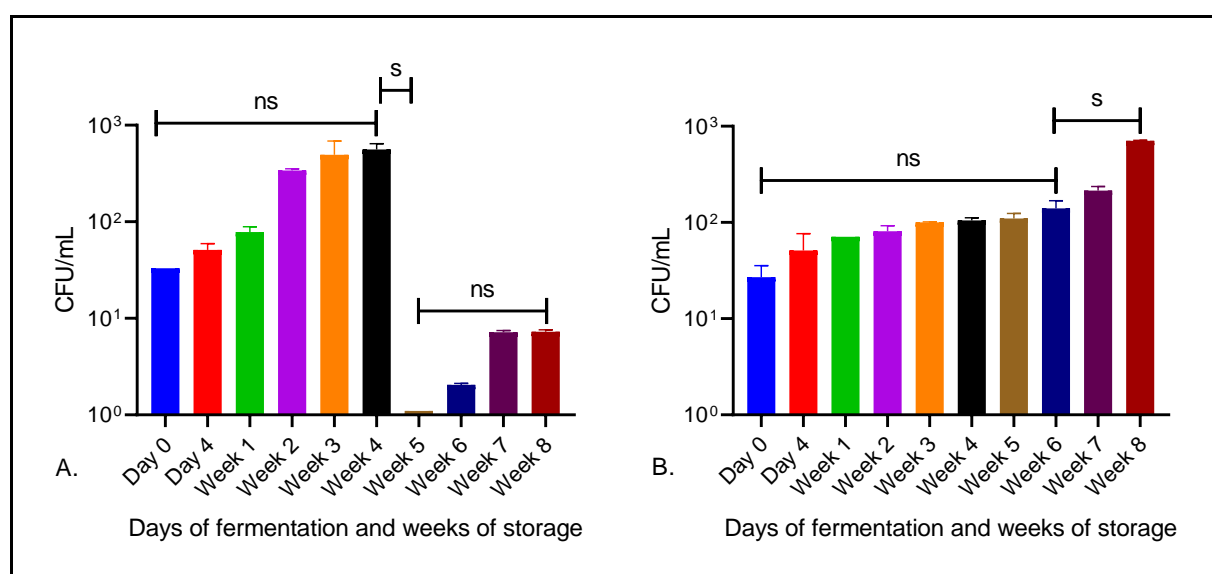 s
ns
10³
10²
10¹
10⁰
CFU/mL
ns
Day 0
Day 4
Week 1
Week 2
Week 3
Week 4
Week 5
Week 6
Week 7
Week 8
A.
Days of fermentation and weeks of storage
s
ns
10³
10²
10¹
10⁰
CFU/mL
Day 0
Day 4
Week 1
Week 2
Week 3
Week 4
Week 5
Week 6
Week 7
Week 8
B.
Days of fermentation and weeks of storage